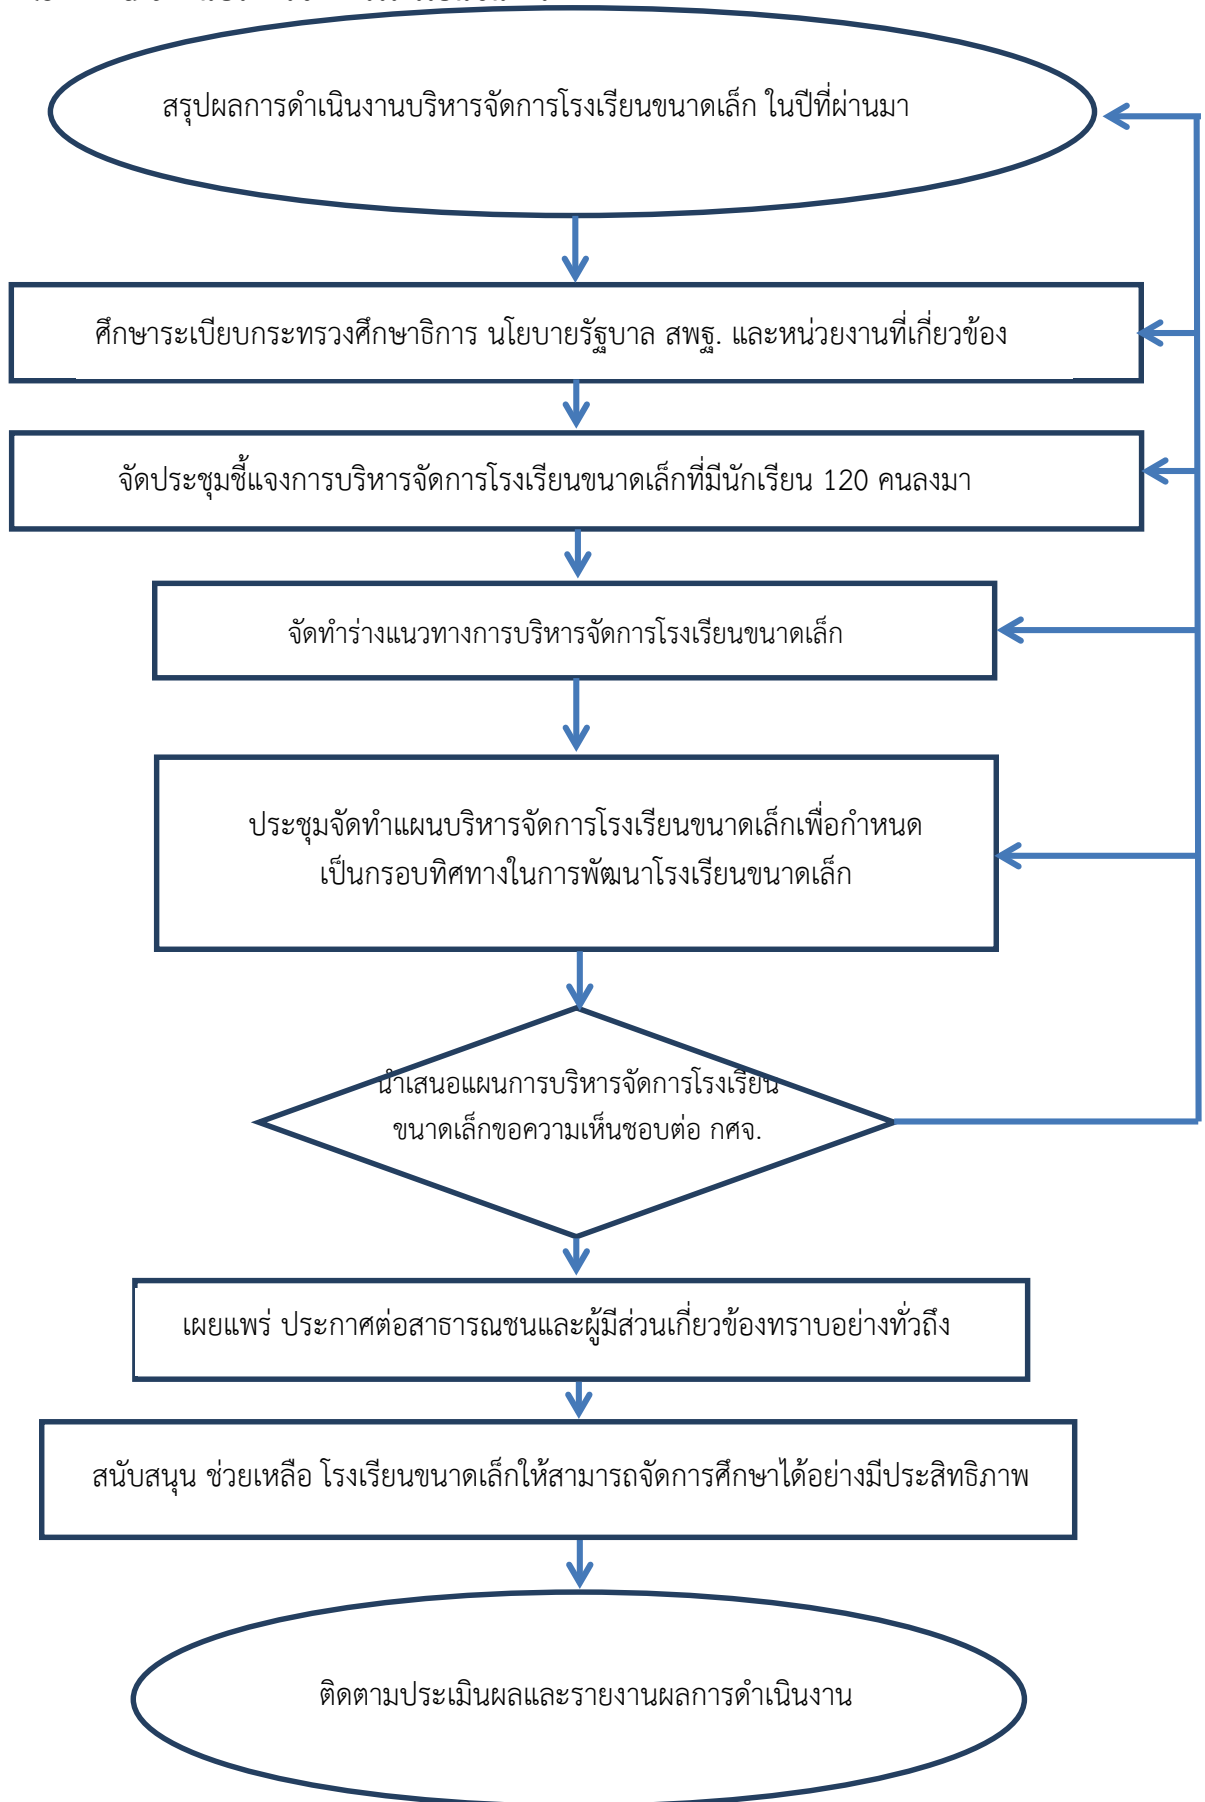 สรุปผลการดำเนินงานบริหารจัดการโรงเรียนขนาดเล็ก ในปีที่ผ่านมา
ศึกษาระเบียบกระทรวงศึกษาธิการ นโยบายรัฐบาล สพฐ. และหน่วยงานที่เกี่ยวข้อง
จัดประชุมชี้แจงการบริหารจัดการโรงเรียนขนาดเล็กที่มีนักเรียน 120 คนลงมา
จัดทำร่างแนวทางการบริหารจัดการโรงเรียนขนาดเล็ก
ประชุมจัดทำแผนบริหารจัดการโรงเรียนขนาดเล็กเพื่อกำหนด
เป็นกรอบทิศทางในการพัฒนาโรงเรียนขนาดเล็ก
นำเสนอแผนการบริหารจัดการโรงเรียน
ขนาดเล็กขอความเห็นชอบต่อ กศจ.
เผยแพร่ ประกาศต่อสาธารณชนและผู้มีส่วนเกี่ยวข้องทราบอย่างทั่วถึง
สนับสนุน ช่วยเหลือ โรงเรียนขนาดเล็กให้สามารถจัดการศึกษาได้อย่างมีประสิทธิภาพ
ติดตามประเมินผลและรายงานผลการดำเนินงาน